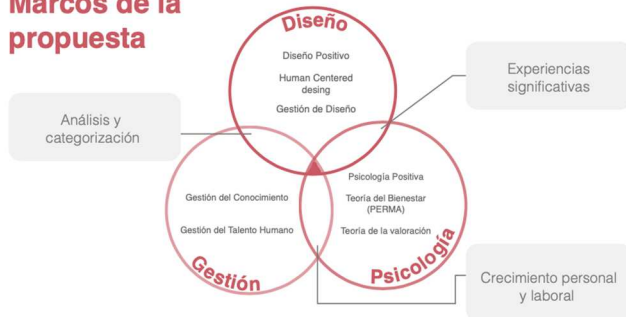 Marcos de la
propuesta
Diseño
Diseño Positivo
Human Centered
desing
Gestión de Diseño
Experiencias
significativas
Análisis y
categorización
Gestión del Conocimiento
Gestión del Talento Humano
Gestión
Psicología Positiva
Teoría del Bienestar
(PERMA)
Teoría de la valoración
Psicología
Crecimiento personal
y laboral